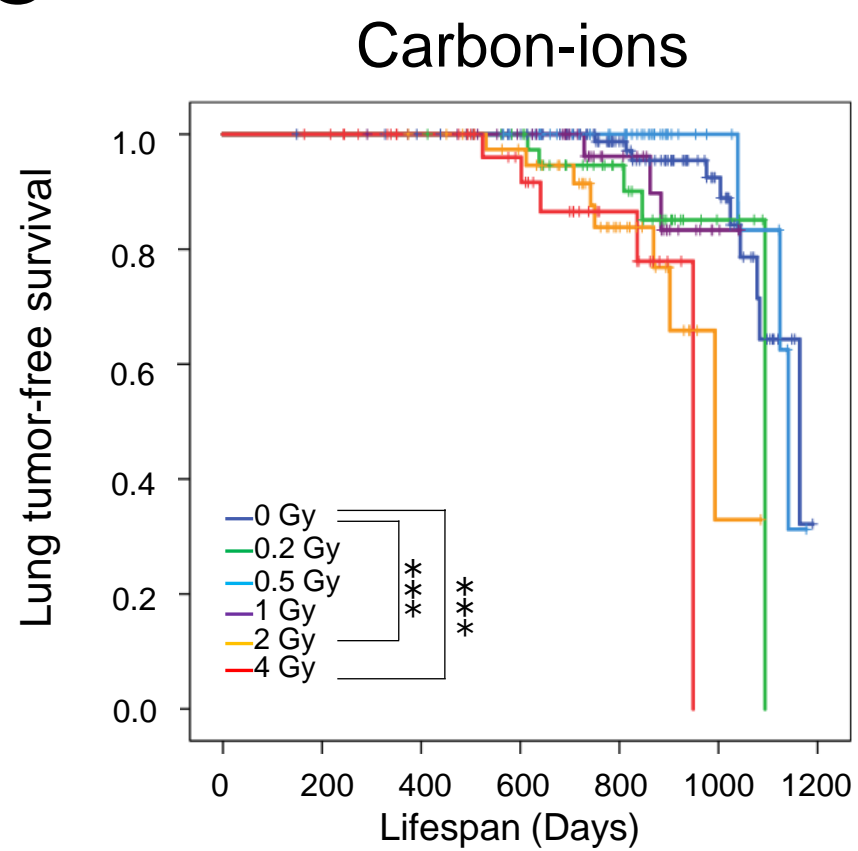 Carbon-ions
Lung tumor-free survival
1.0
0.8
0.6
0.4
0.2
0.0
0 Gy
0.2 Gy
0.5 Gy
1 Gy
2 Gy
4 Gy
***
***
0 200 400 600 800 1000 1200
Lifespan (Days)